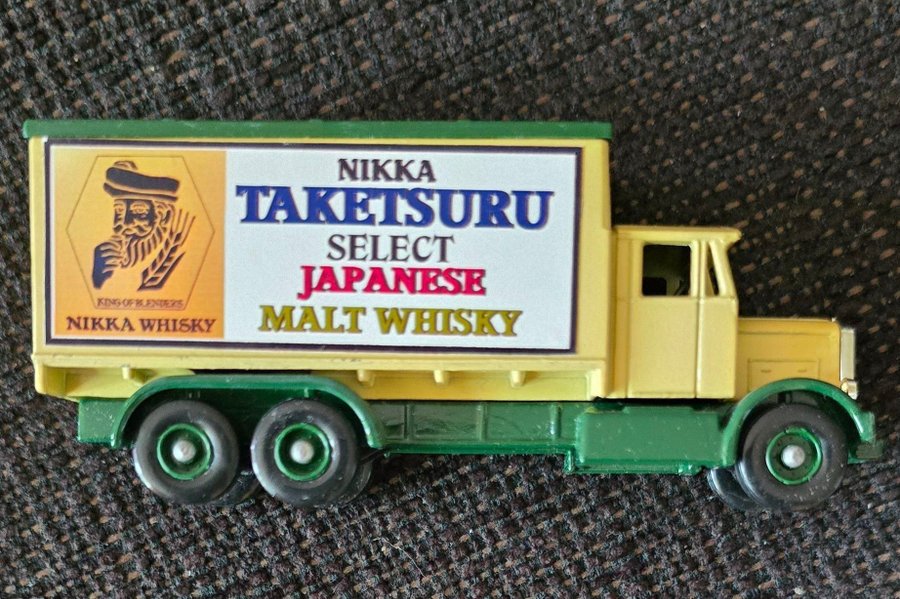 KING OF BLENDERS
NIKKA WHISKY
NIKKA
TAKETSURU
SELECT
JAPANESE
MALT WHISKY